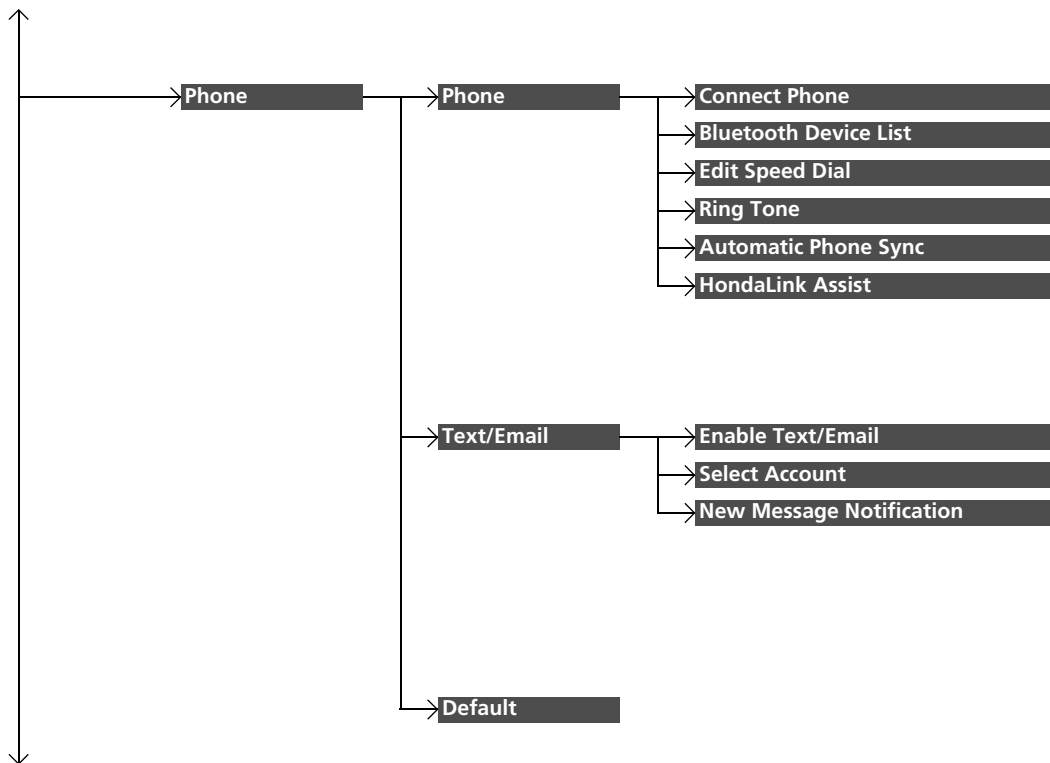 Phone
Phone
Connect Phone
Bluetooth Device List
Edit Speed Dial
Ring Tone
Automatic Phone Sync
HondaLink Assist
Text/Email
Enable Text/Email
Select Account
New Message Notification
Default